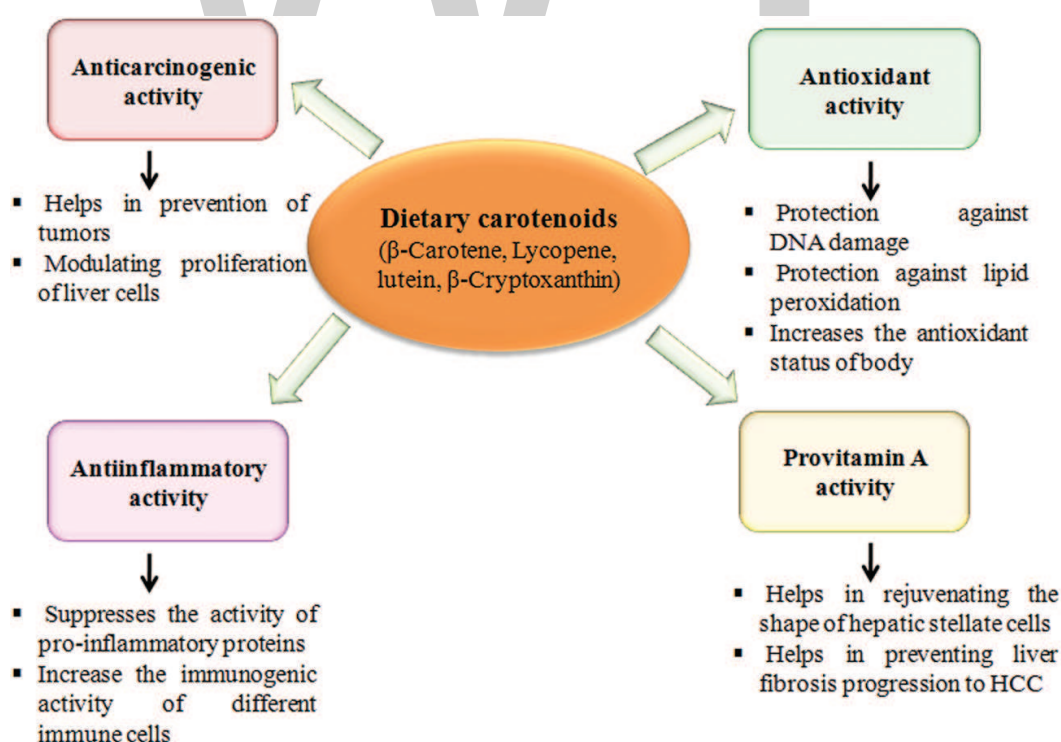 Anticarcinogenic
activity
▪ Helps in prevention of
tumors
▪ Modulating proliferation
of liver cells
Antioxidant
activity
▪ Protection against
DNA damage
▪ Protection against lipid
peroxidation
▪ Increases the antioxidant
status of body
Dietary carotenoids
(β-Carotene, Lycopene,
lutein, β-Cryptoxanthin)
Antiinflammatory
activity
▪ Suppresses the activity of
pro-inflammatory proteins
▪ Increase the immunogenic
activity of different
immune cells
Provitamin A
activity
▪ Helps in rejuvenating the
shape of hepatic stellate cells
▪ Helps in preventing liver
fibrosis progression to HCC